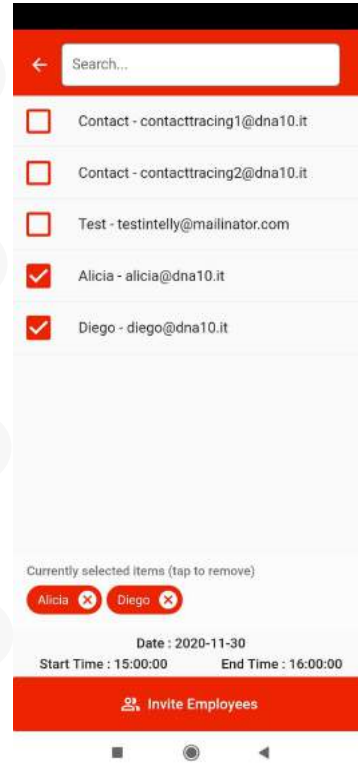 Search...
Contact - contacttracing1@dna10.it
Contact - contacttracing2@dna10.it
Test - testintelly@mailinator.com
Alicia - alicia@dna10.it
Diego - diego@dna10.it
Currently selected items (tap to remove)
Alicia Diego
Date : 2020-11-30
Start Time : 15:00:00 End Time : 16:00:00
Invite Employees